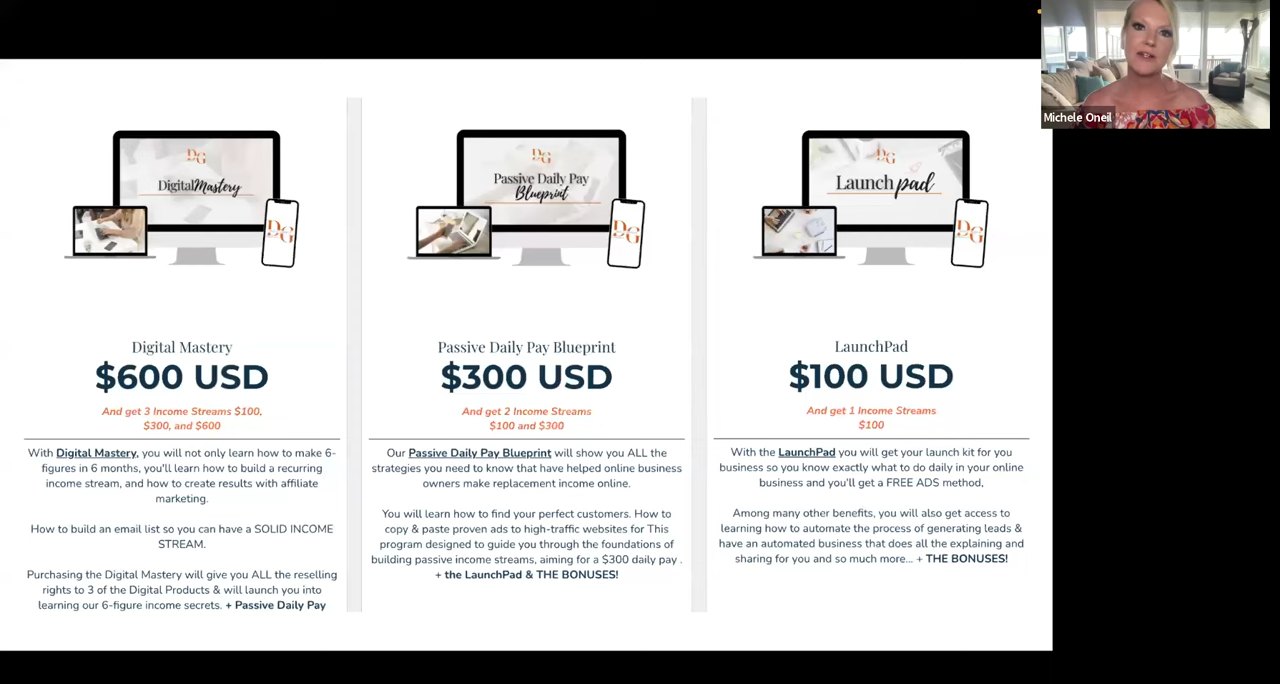 Michele Oneil
DG
DigitalMastery
DG
DG
Passive Daily Pay
Blueprint
DG
DG
Launch pad
DG
Digital Mastery
$600 USD
And get 3 Income Streams $100,
$300, and $600
With Digital Mastery, you will not only learn how to make 6-
figures in 6 months, you'll learn how to build a recurring
income stream, and how to create results with affiliate
marketing.
How to build an email list so you can have a SOLID INCOME
STREAM.
Purchasing the Digital Mastery will give you ALL the reselling
rights to 3 of the Digital Products & will launch you into
learning our 6-figure income secrets. + Passive Daily Pay
Passive Daily Pay Blueprint
$300 USD
And get 2 Income Streams
$100 and $300
Our Passive Daily Pay Blueprint will show you ALL the
strategies you need to know that have helped online business
owners make replacement income online.
You will learn how to find your perfect customers. How to
copy & paste proven ads to high-traffic websites for This
program designed to guide you through the foundations of
building passive income streams, aiming for a $300 daily pay .
+ the LaunchPad & THE BONUSES!
LaunchPad
$100 USD
And get 1 Income Streams
$100
With the LaunchPad you will get your launch kit for you
business so you know exactly what to do daily in your online
business and you'll get a FREE ADS method,
Among many other benefits, you will also get access to
learning how to automate the process of generating leads &
have an automated business that does all the explaining and
sharing for you and so much more... + THE BONUSES!